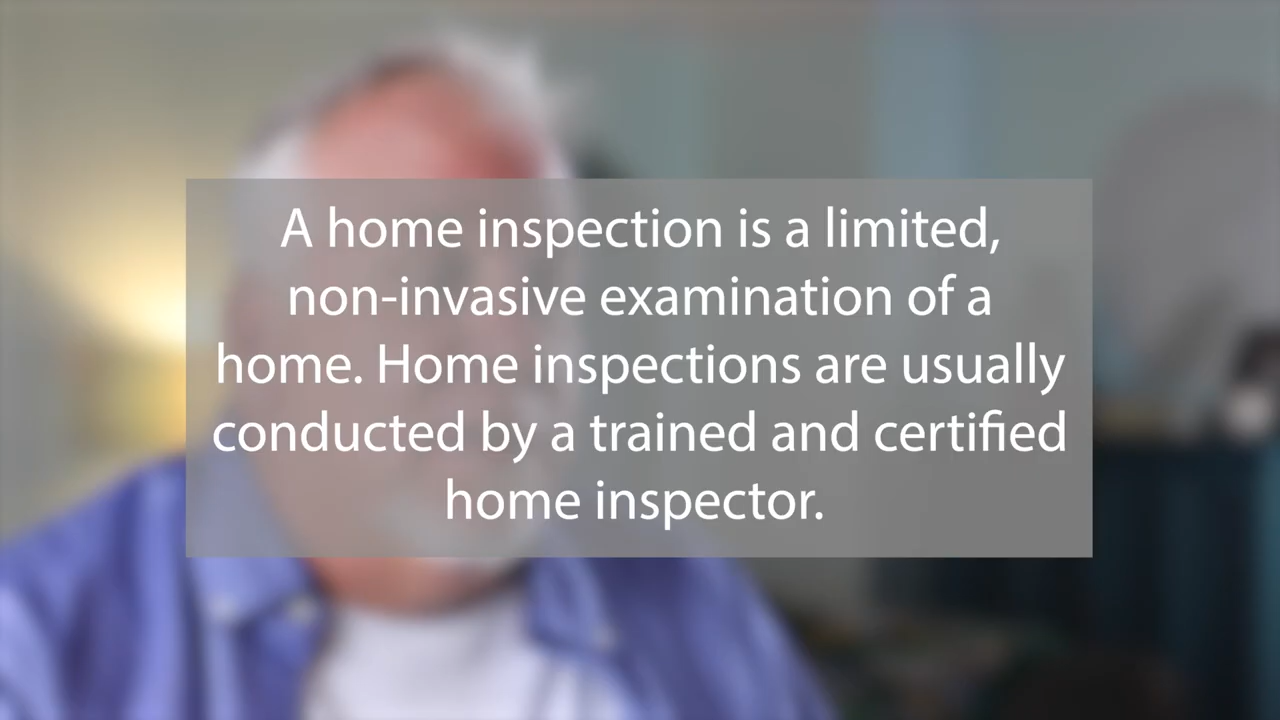 A home inspection is a limited,
non-invasive examination of a
home. Home inspections are usually
conducted by a trained and certified
home inspector.